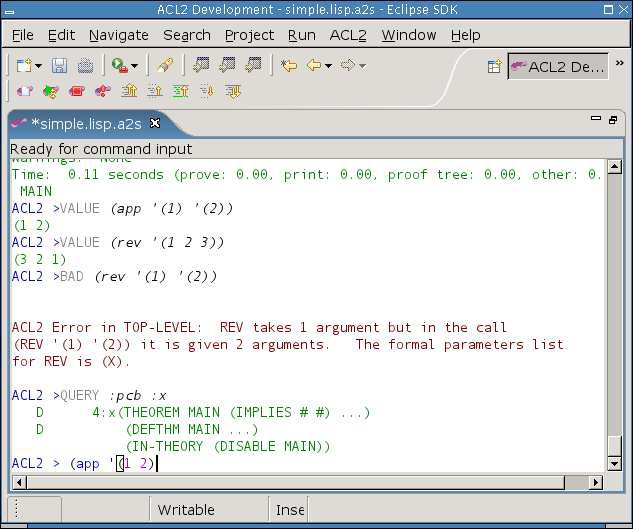 ACL2 Development - simple.lisp.a2s - Eclipse SDK
File Edit Navigate Search Project Run ACL2 Window Help
ACL2 De... »
*simple.lisp.a2s
Ready for command input
Warnings: None
Time: 0.11 seconds (prove: 0.00, print: 0.00, proof tree: 0.00, other: 0.
MAIN
ACL2 >VALUE (app '(1) '(2))
(1 2)
ACL2 >VALUE (rev '(1 2 3))
(3 2 1)
ACL2 >BAD (rev '(1) '(2))
ACL2 Error in TOP-LEVEL: REV takes 1 argument but in the call
(REV '(1) '(2)) it is given 2 arguments. The formal parameters list
for REV is (X).
ACL2 >QUERY :pcb :x
D 4:x(THEOREM MAIN (IMPLIES # #) ...)
D (DEFTHM MAIN ...)
(IN-THEORY (DISABLE MAIN))
ACL2 > (app '(1 2)
Writable Inse